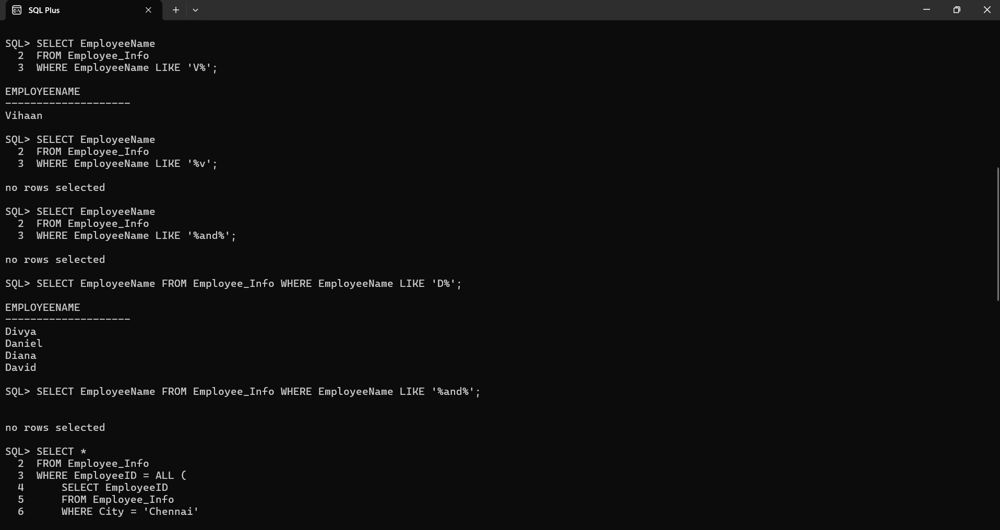 SQL Plus
SQL> SELECT EmployeeName
  2  FROM Employee_Info
  3  WHERE EmployeeName LIKE 'V%';
EMPLOYEENAME
--------------------
Vihaan
SQL> SELECT EmployeeName
  2  FROM Employee_Info
  3  WHERE EmployeeName LIKE '%v';
no rows selected
SQL> SELECT EmployeeName
  2  FROM Employee_Info
  3  WHERE EmployeeName LIKE '%and%';
no rows selected
SQL> SELECT EmployeeName FROM Employee_Info WHERE EmployeeName LIKE 'D%';
EMPLOYEENAME
--------------------
Divya
Daniel
Diana
David
SQL> SELECT EmployeeName FROM Employee_Info WHERE EmployeeName LIKE '%and%';
no rows selected
SQL> SELECT *
  2  FROM Employee_Info
  3  WHERE EmployeeID = ALL (
  4      SELECT EmployeeID
  5      FROM Employee_Info
  6      WHERE City = 'Chennai'